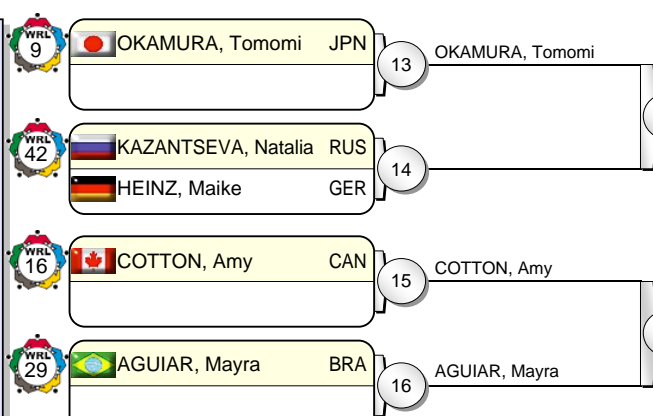 WRL
9
OKAMURA, Tomomi JPN
13
OKAMURA, Tomomi
WRL
42
KAZANTSEVA, Natalia RUS
14
HEINZ, Maike GER
WRL
16
COTTON, Amy CAN
15
COTTON, Amy
WRL
29
AGUIAR, Mayra BRA
16
AGUIAR, Mayra